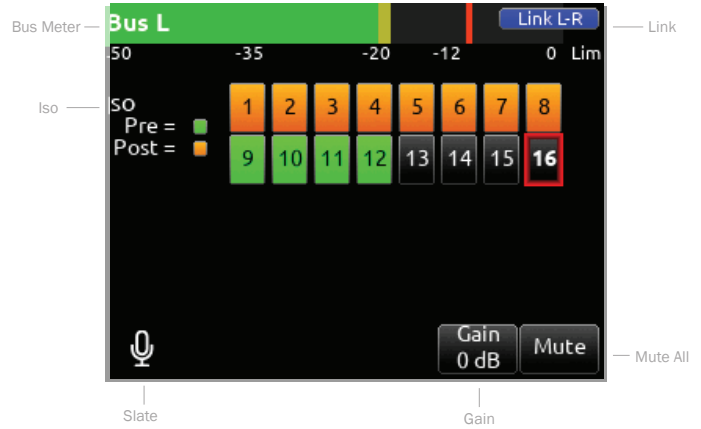 Bus Meter
Bus L
Link L-R
Link
50 -35 -20 -12 0 Lim
Iso
so
1 2 3 4 5 6 7 8
Pre =
Post =
9 10 11 12 13 14 15 16
Gain
0 dB
Mute
Mute All
Slate
Gain